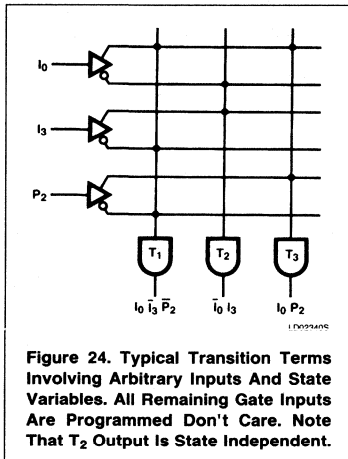 I₀
I₃
P₂
T₁ T₂ T₃
I₀ Ī₃ P̄₂ Ī₀ I₃ I₀ P₂
LD02340S
Figure 24. Typical Transition Terms
Involving Arbitrary Inputs And State
Variables. All Remaining Gate Inputs
Are Programmed Don't Care. Note
That T₂ Output Is State Independent.